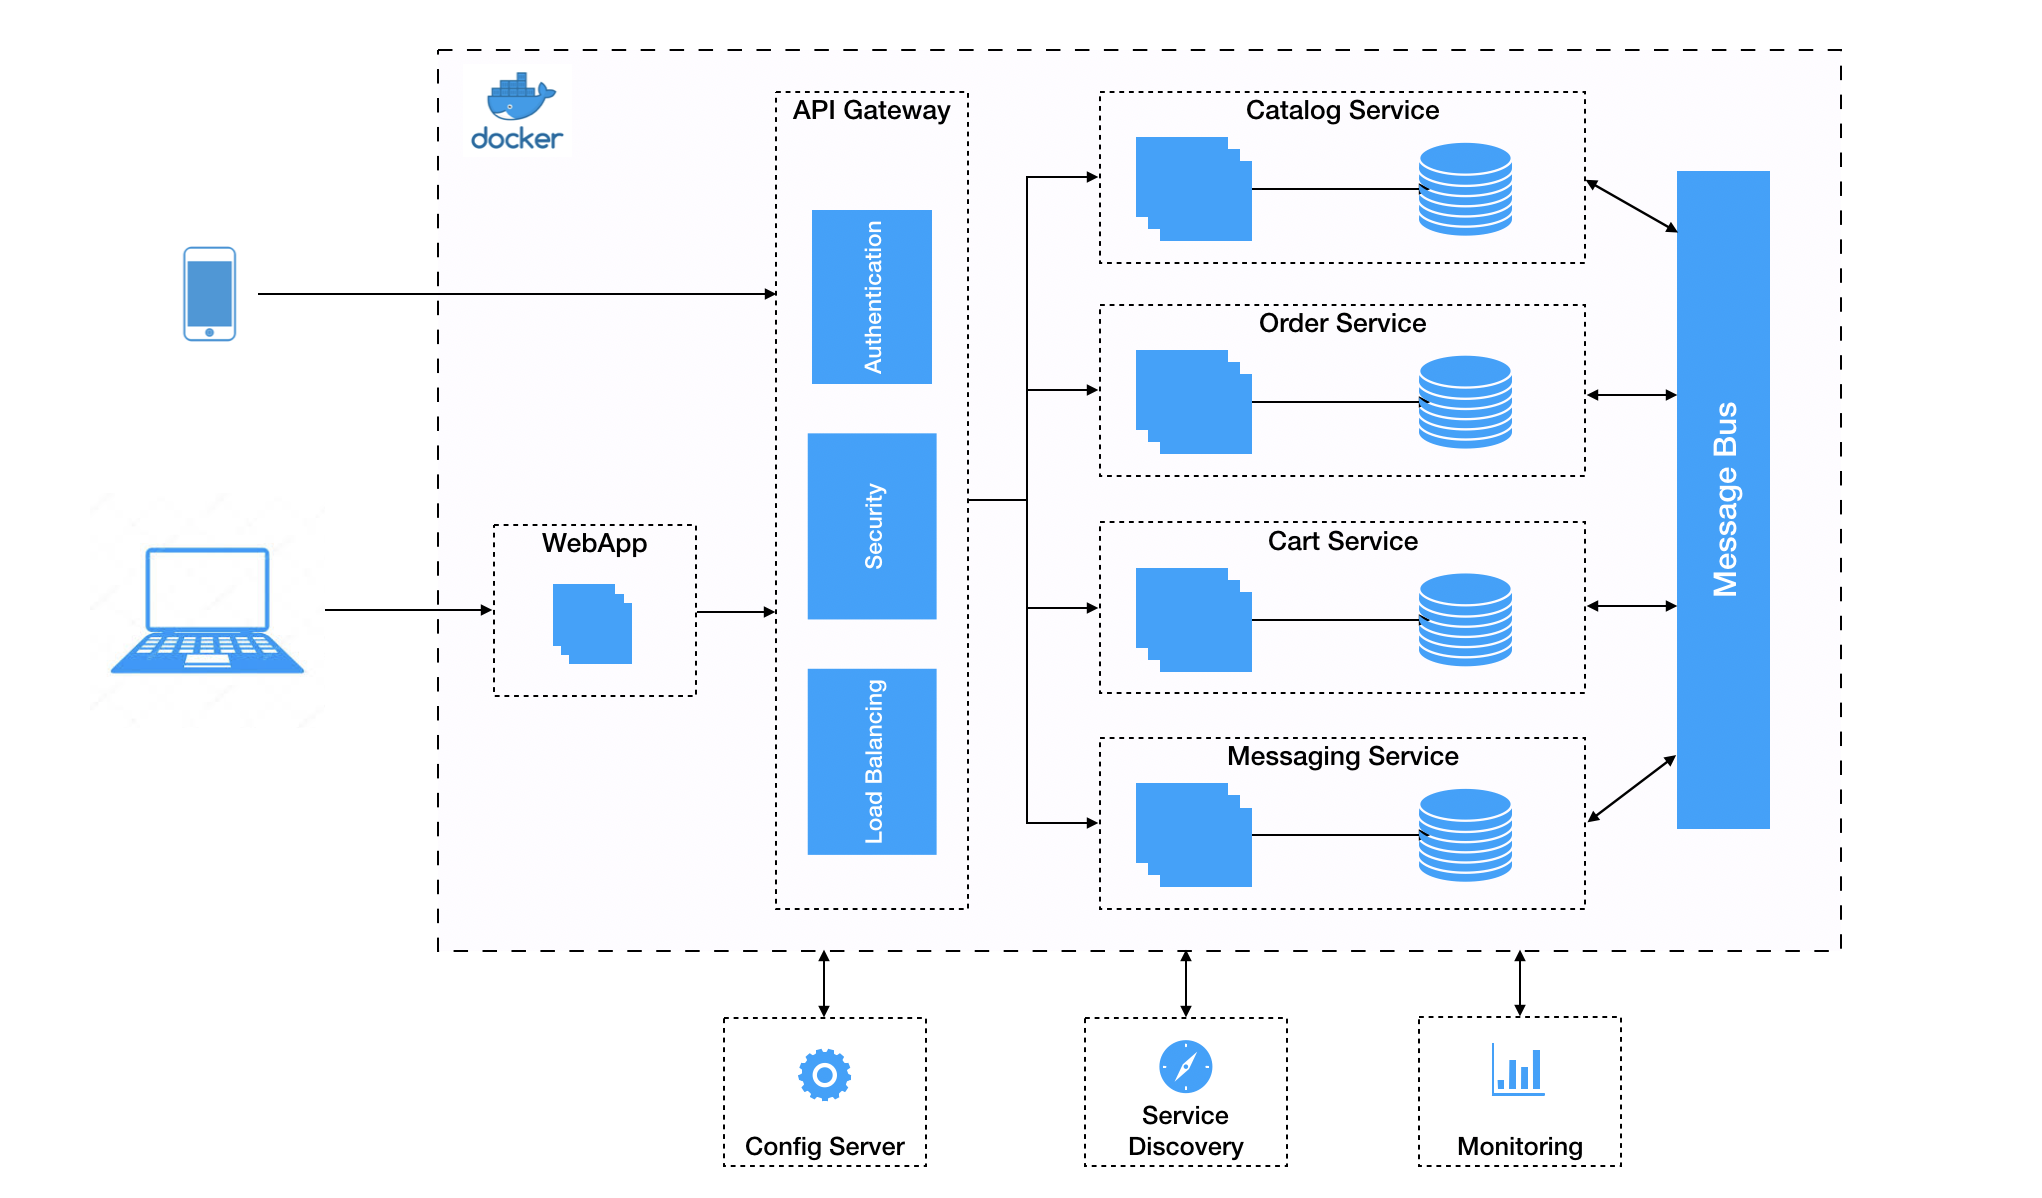 docker
API Gateway
Authentication
Security
Load Balancing
WebApp
Catalog Service
Order Service
Cart Service
Messaging Service
Message Bus
Config Server
Service
Discovery
Monitoring